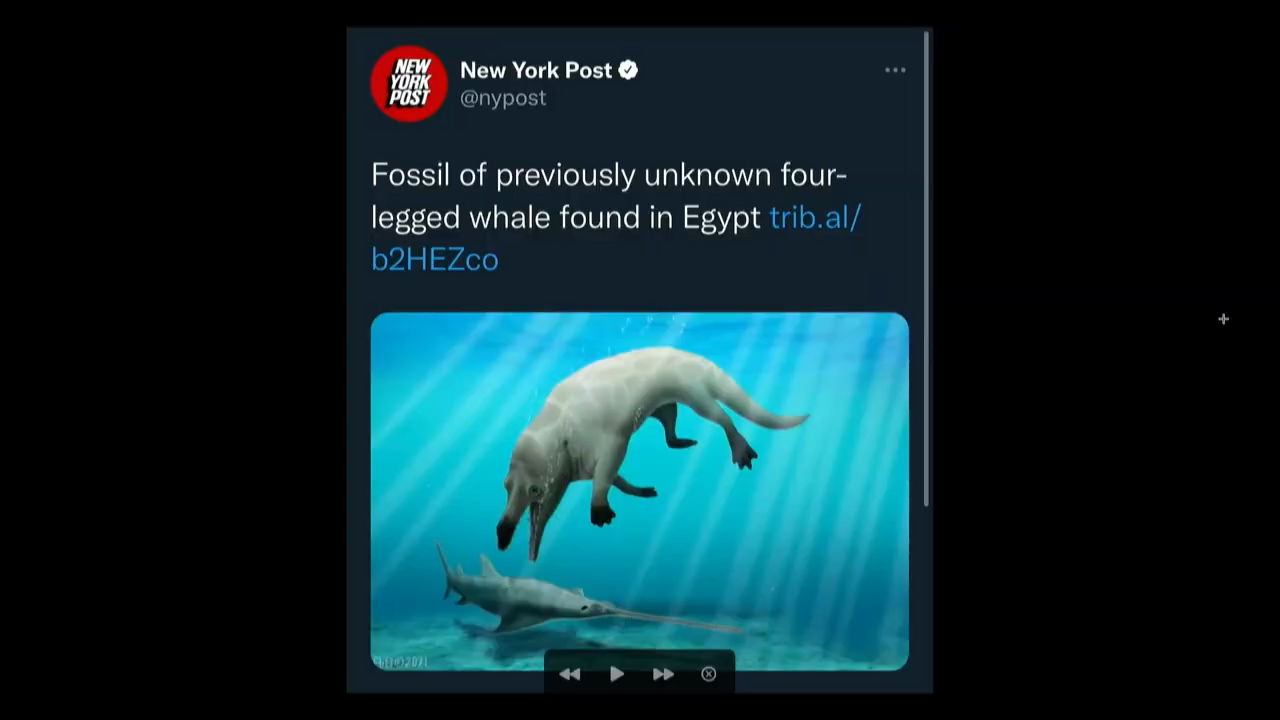 NEW
YORK
POST
New York Post
@nypost
Fossil of previously unknown four-
legged whale found in Egypt trib.al/
b2HEZco